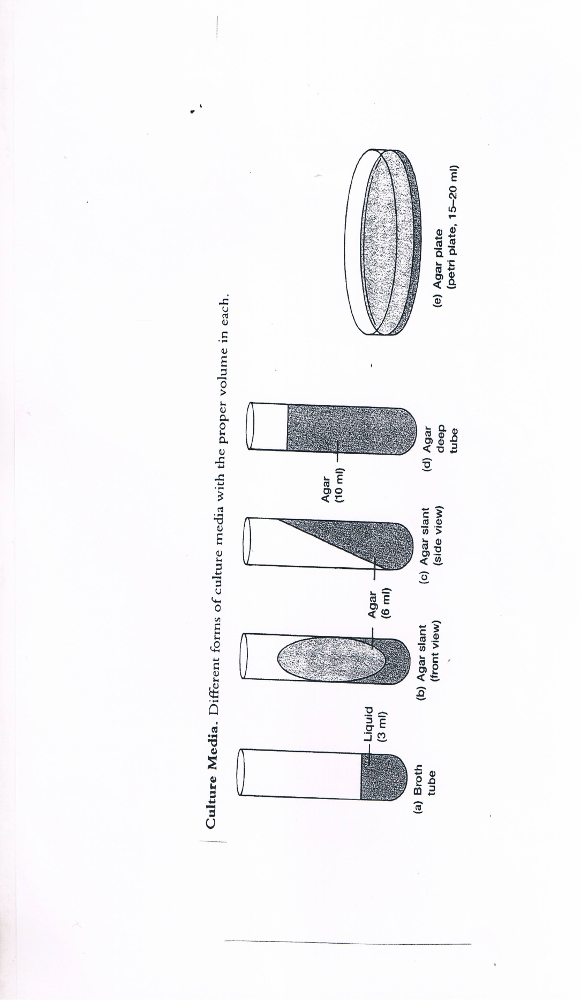 Culture Media. Different forms of culture media with the proper volume in each.
Liquid
(3 ml)
(a) Broth
tube
Agar
(6 ml)
(b) Agar slant
(front view)
(c) Agar slant
(side view)
Agar
(10 ml)
(d) Agar
deep
tube
(e) Agar plate
(petri plate, 15–20 ml)